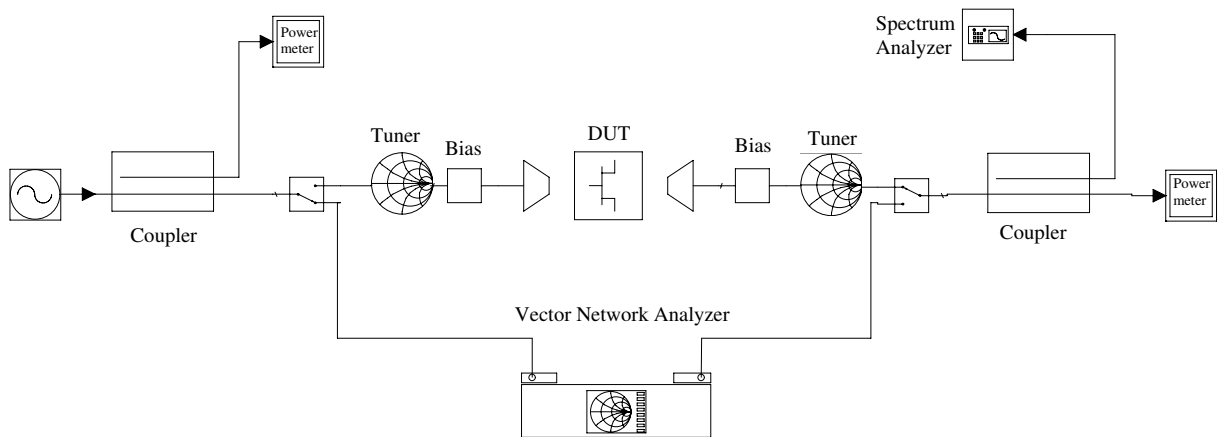 Power
meter
Spectrum
Analyzer
Tuner
Bias
DUT
Bias
Tuner
Coupler
Power
meter
Coupler
Vector Network Analyzer